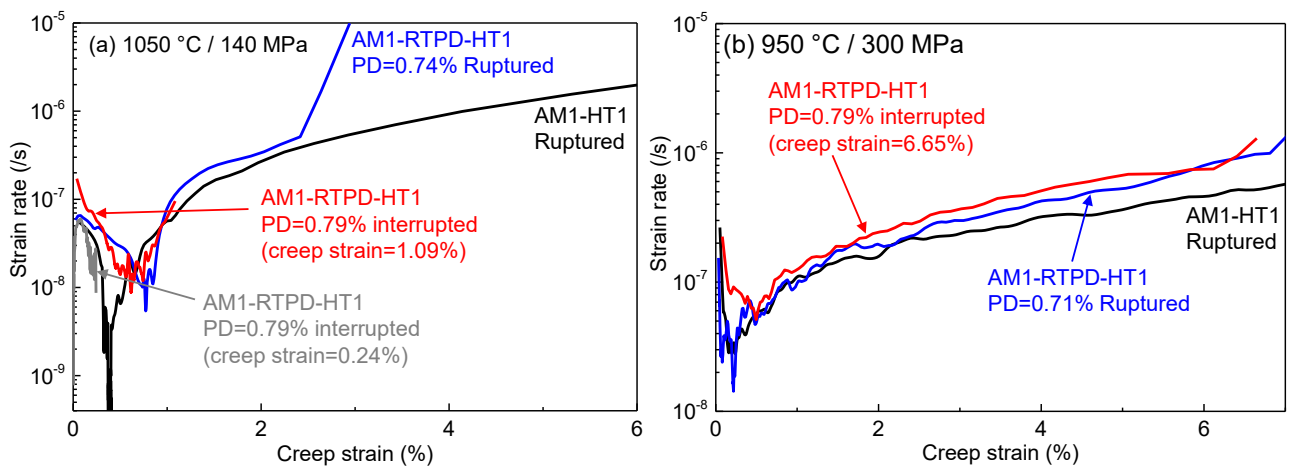 (a) 1050 °C / 140 MPa
AM1-RTPD-HT1
PD=0.74% Ruptured
AM1-HT1
Ruptured
AM1-RTPD-HT1
PD=0.79% interrupted
(creep strain=1.09%)
AM1-RTPD-HT1
PD=0.79% interrupted
(creep strain=0.24%)
Strain rate (/s)
10⁻⁵
10⁻⁶
10⁻⁷
10⁻⁸
10⁻⁹
0 2 4 6
Creep strain (%)
(b) 950 °C / 300 MPa
AM1-RTPD-HT1
PD=0.79% interrupted
(creep strain=6.65%)
AM1-HT1
Ruptured
AM1-RTPD-HT1
PD=0.71% Ruptured
Strain rate (/s)
10⁻⁵
10⁻⁶
10⁻⁷
10⁻⁸
0 2 4 6
Creep strain (%)